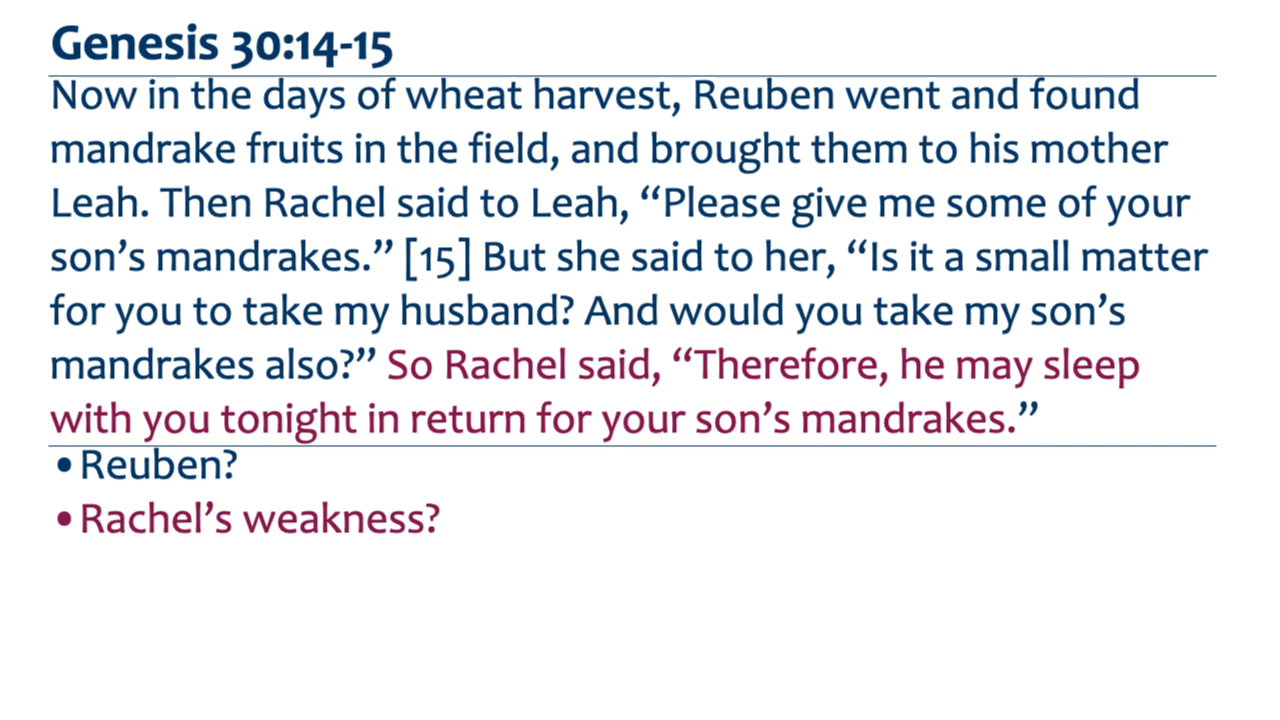 Genesis 30:14-15
Now in the days of wheat harvest, Reuben went and found
mandrake fruits in the field, and brought them to his mother
Leah. Then Rachel said to Leah, “Please give me some of your
son’s mandrakes.” [15] But she said to her, “Is it a small matter
for you to take my husband? And would you take my son’s
mandrakes also?” So Rachel said, “Therefore, he may sleep
with you tonight in return for your son’s mandrakes.”
• Reuben?
• Rachel’s weakness?